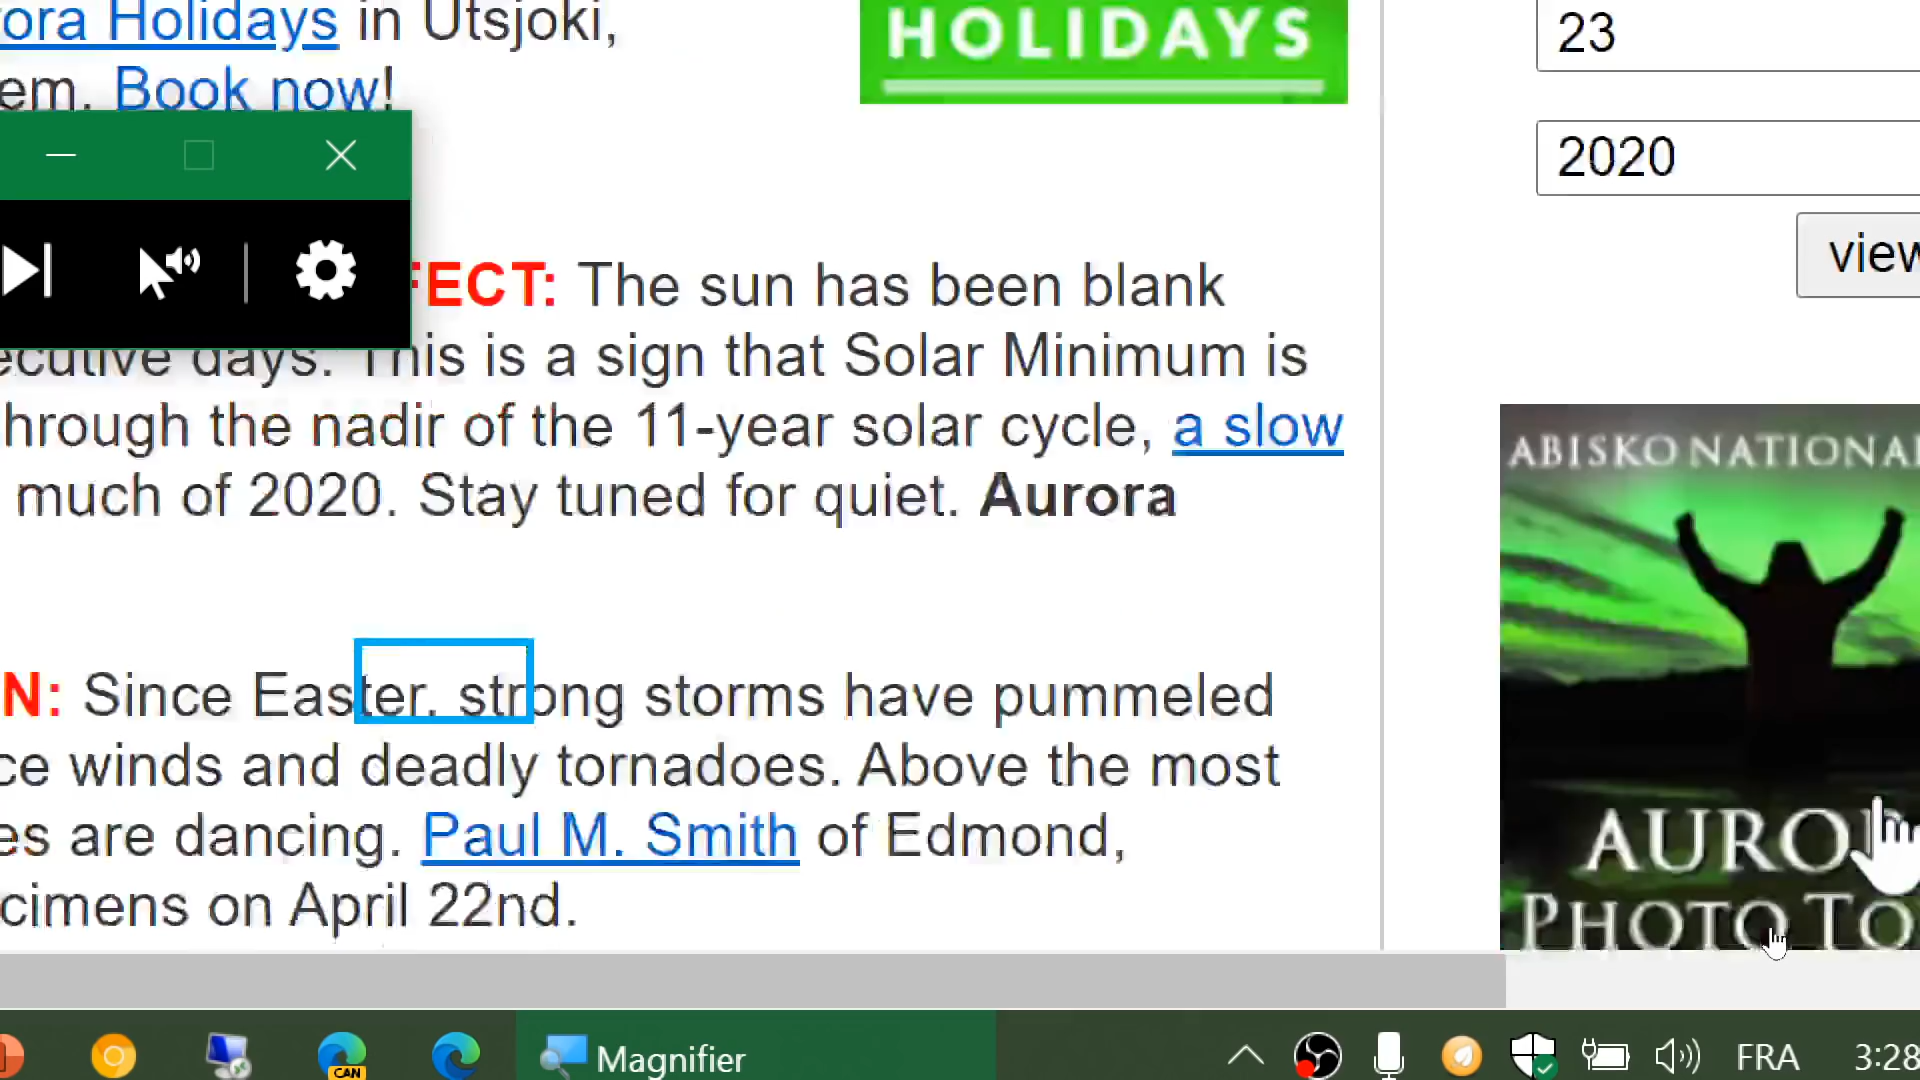 ora Holidays in Utsjoki,
em. Book now!
HOLIDAYS
23
2020
view
FECT: The sun has been blank
ecutive days. This is a sign that Solar Minimum is
hrough the nadir of the 11-year solar cycle, a slow
much of 2020. Stay tuned for quiet. Aurora
N: Since Easter, strong storms have pummeled
ce winds and deadly tornadoes. Above the most
es are dancing. Paul M. Smith of Edmond,
cimens on April 22nd.
ABISKO NATIONAL
AURO
PHOTO TO
CAN
Magnifier
FRA
3:28